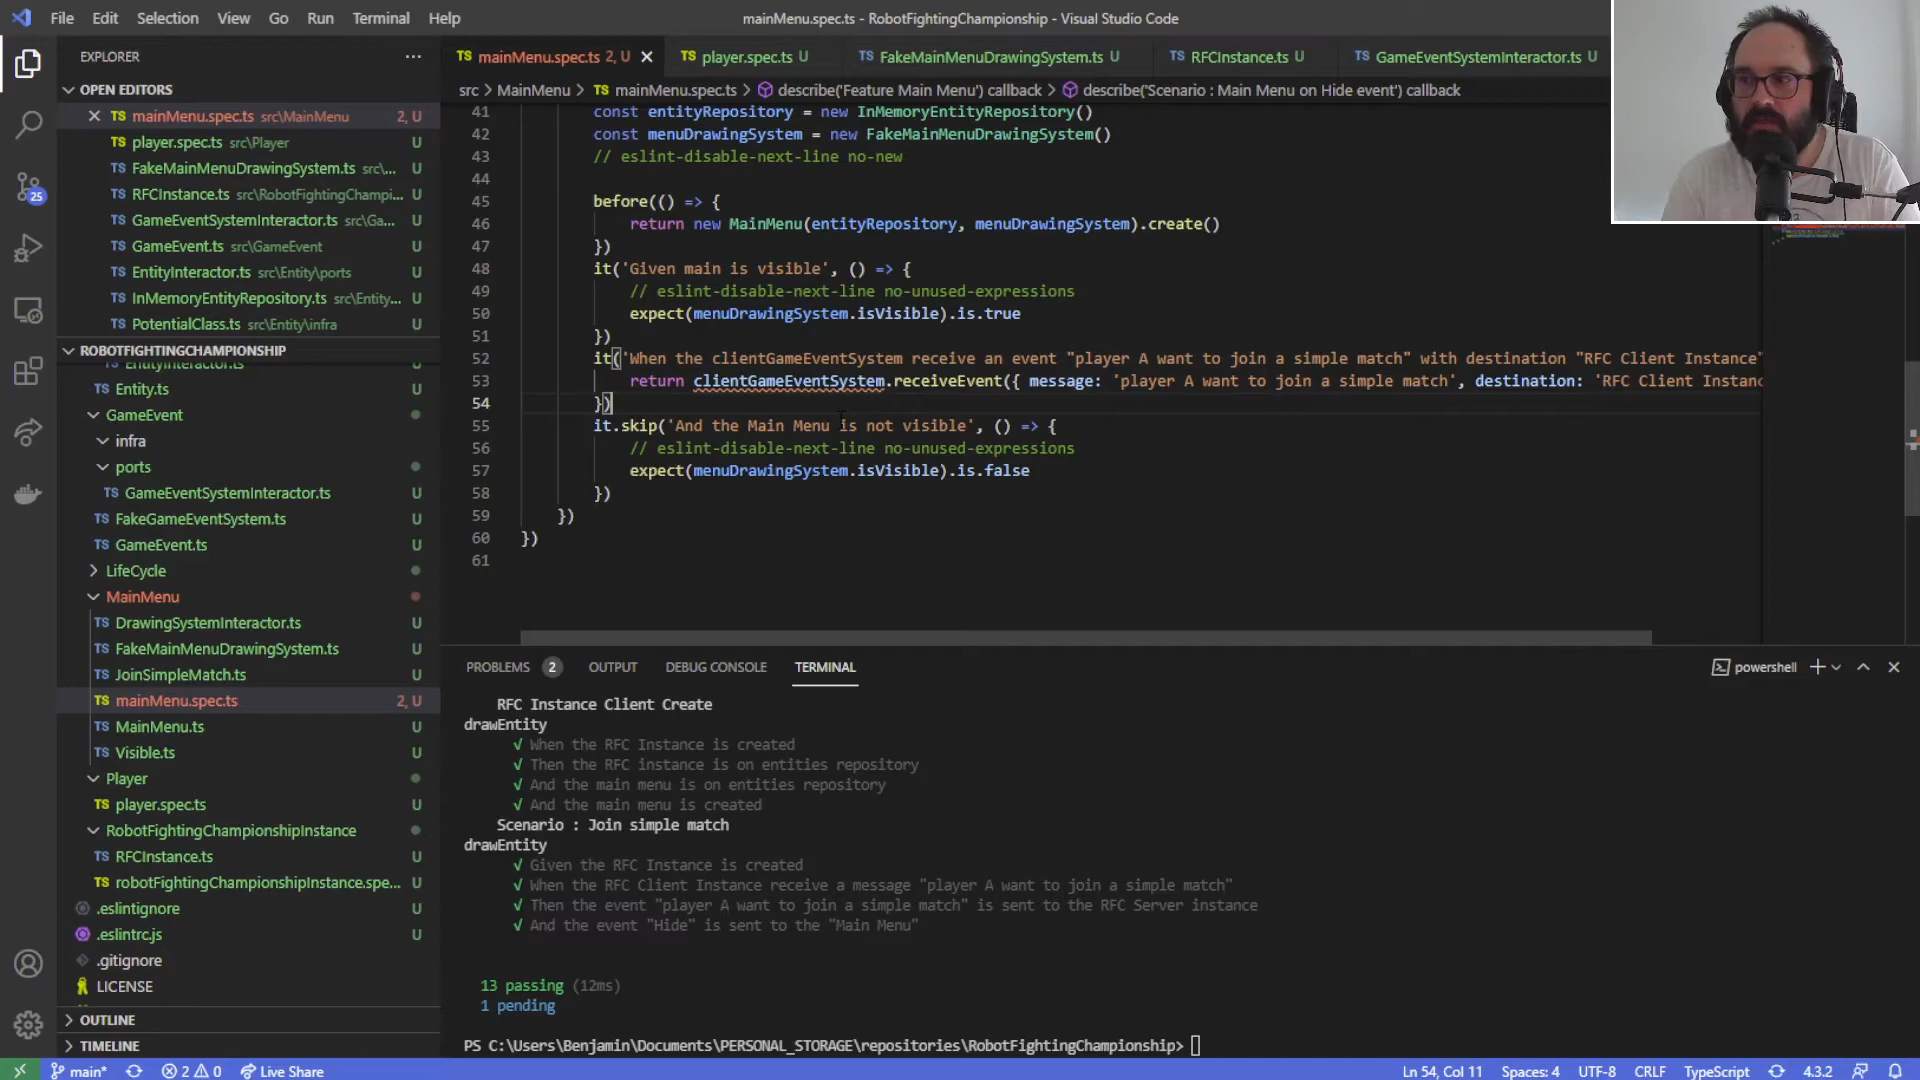 File Edit Selection View Go Run Terminal Help
mainMenu.spec.ts - RobotFightingChampionship - Visual Studio Code
EXPLORER
OPEN EDITORS
mainMenu.spec.ts src\MainMenu 2, U
player.spec.ts src\Player U
FakeMainMenuDrawingSystem.ts src\... U
RFCInstance.ts src\RobotFightingChampi... U
GameEventSystemInteractor.ts src\Ga... U
GameEvent.ts src\GameEvent U
EntityInteractor.ts src\Entity\ports U
InMemoryEntityRepository.ts src\Entity... U
PotentialClass.ts src\Entity\infra U
25
ROBOTFIGHTINGCHAMPIONSHIP
EntityInteractor.ts U
Entity.ts U
GameEvent
infra
ports
GameEventSystemInteractor.ts U
FakeGameEventSystem.ts U
GameEvent.ts U
LifeCycle
MainMenu
DrawingSystemInteractor.ts U
FakeMainMenuDrawingSystem.ts U
JoinSimpleMatch.ts U
mainMenu.spec.ts 2, U
MainMenu.ts U
Visible.ts U
Player
player.spec.ts U
RobotFightingChampionshipInstance
RFCInstance.ts U
robotFightingChampionshipInstance.spe... U
.eslintignore U
.eslintrc.js U
.gitignore
LICENSE
OUTLINE
TIMELINE
mainMenu.spec.ts 2, U player.spec.ts U FakeMainMenuDrawingSystem.ts U RFCInstance.ts U GameEventSystemInteractor.ts U
src > MainMenu > mainMenu.spec.ts > describe('Feature Main Menu') callback > describe('Scenario : Main Menu on Hide event') callback
41 const entityRepository = new InMemoryEntityRepository()
42 const menuDrawingSystem = new FakeMainMenuDrawingSystem()
43 // eslint-disable-next-line no-new
44
45 before(() => {
46 return new MainMenu(entityRepository, menuDrawingSystem).create()
47 })
48 it('Given main is visible', () => {
49 // eslint-disable-next-line no-unused-expressions
50 expect(menuDrawingSystem.isVisible).is.true
51 })
52 it('When the clientGameEventSystem receive an event "player A want to join a simple match" with destination "RFC Client Instance"
53 return clientGameEventSystem.receiveEvent({ message: 'player A want to join a simple match', destination: 'RFC Client Instanc
54 })
55 it.skip('And the Main Menu is not visible', () => {
56 // eslint-disable-next-line no-unused-expressions
57 expect(menuDrawingSystem.isVisible).is.false
58 })
59 })
60 })
61
PROBLEMS 2 OUTPUT DEBUG CONSOLE TERMINAL
powershell
RFC Instance Client Create
drawEntity
√ When the RFC Instance is created
√ Then the RFC instance is on entities repository
√ And the main menu is on entities repository
√ And the main menu is created
Scenario : Join simple match
drawEntity
√ Given the RFC Instance is created
√ When the RFC Client Instance receive a message "player A want to join a simple match"
√ Then the event "player A want to join a simple match" is sent to the RFC Server instance
√ And the event "Hide" is sent to the "Main Menu"
13 passing (12ms)
1 pending
PS C:\Users\Benjamin\Documents\PERSONAL_STORAGE\repositories\RobotFightingChampionship>
main* 2 0 Live Share
Ln 54, Col 11 Spaces: 4 UTF-8 CRLF TypeScript 4.3.2